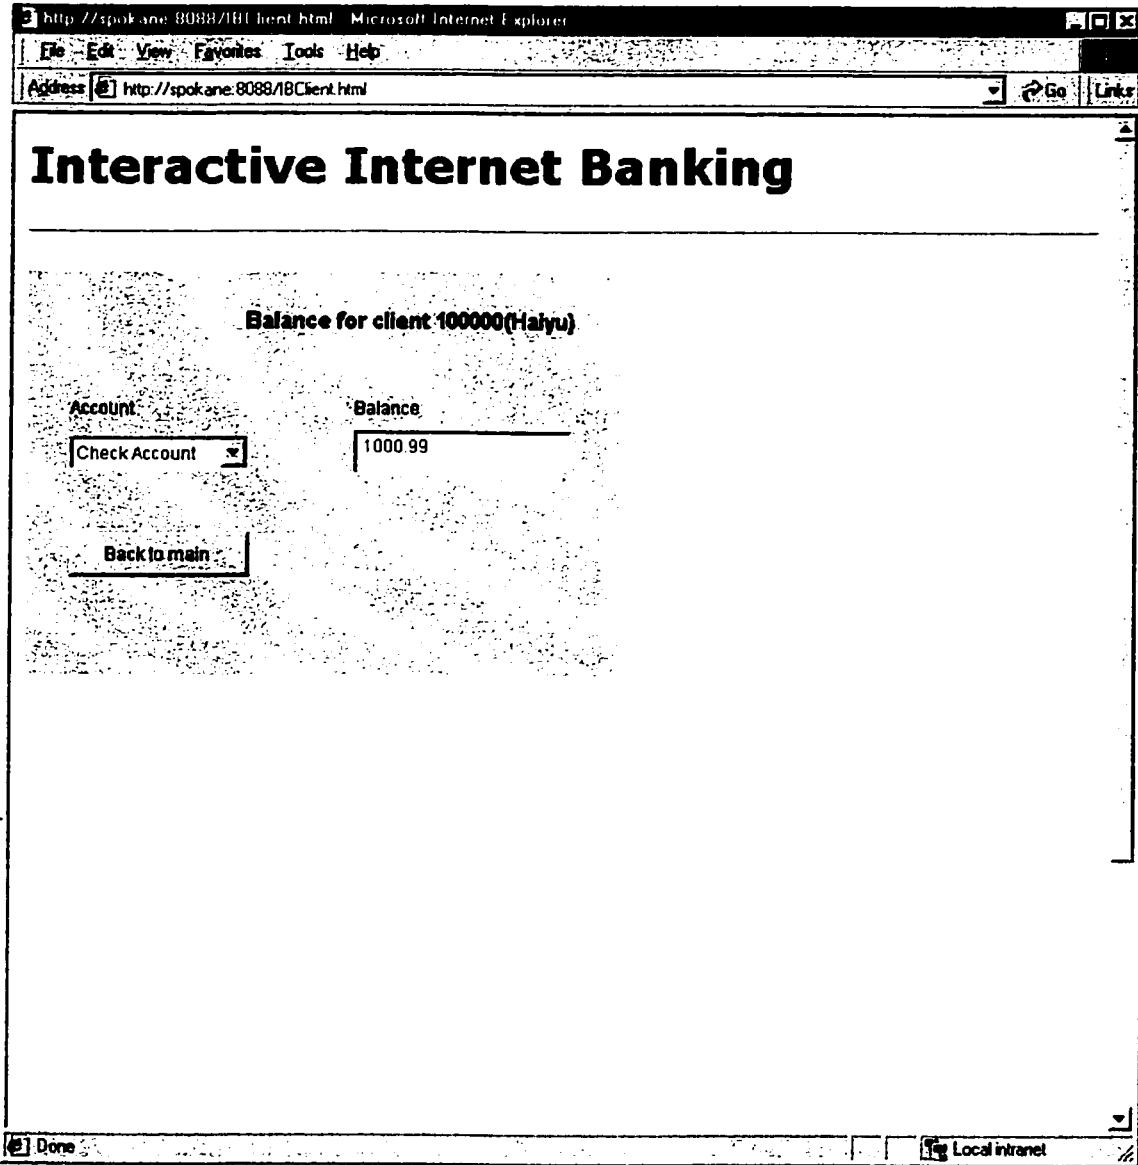 http://spokane:8088/IBClient.html - Microsoft Internet Explorer
File Edit View Favorites Tools Help
Address http://spokane:8088/IBClient.html Go Links
Interactive Internet Banking
Balance for client 100000(Haiyu)
Account Balance
Check Account 1000.99
Back to main
Done Local intranet